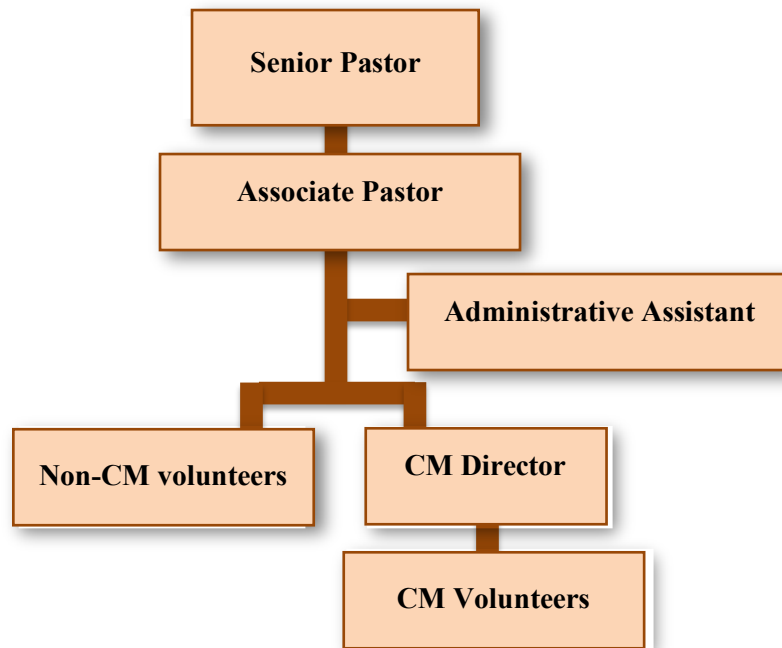 Senior Pastor
Associate Pastor
Administrative Assistant
Non-CM volunteers
CM Director
CM Volunteers